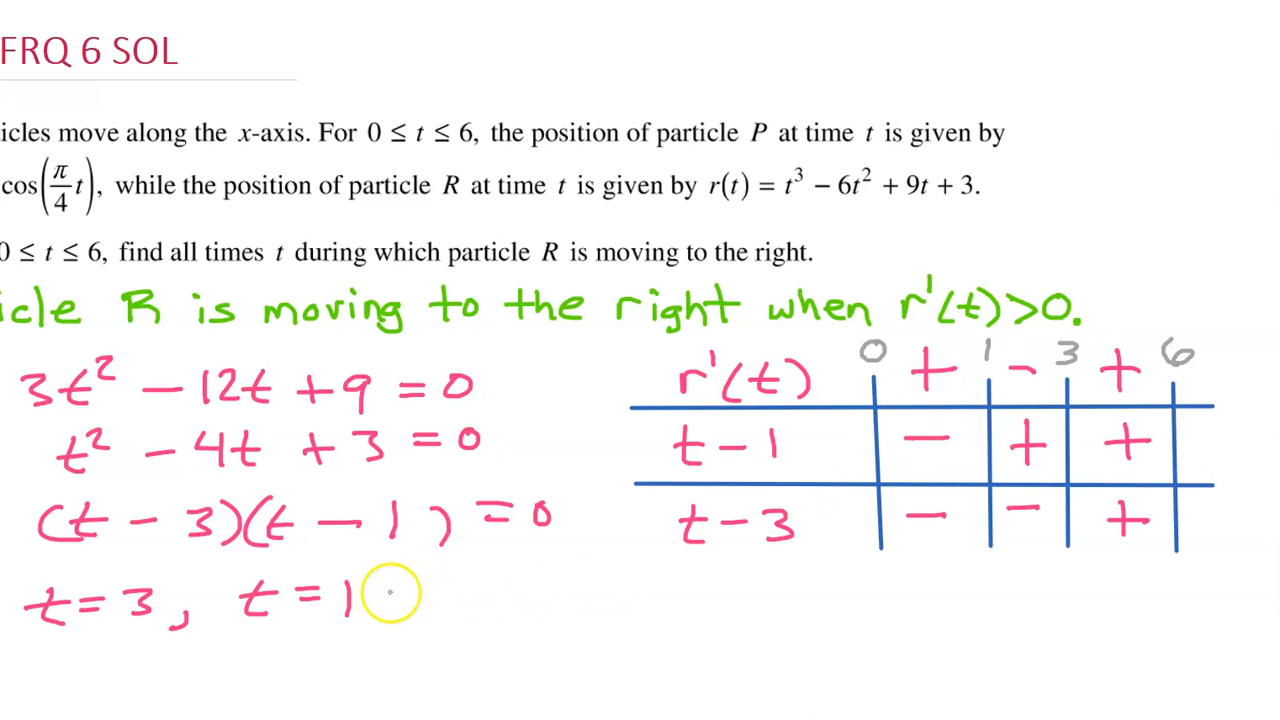 FRQ 6 SOL
icles move along the x-axis. For 0 ≤ t ≤ 6, the position of particle P at time t is given by
cos(π/4 t), while the position of particle R at time t is given by r(t) = t³ − 6t² + 9t + 3.
0 ≤ t ≤ 6, find all times t during which particle R is moving to the right.
icle R is moving to the right when r'(t)>0.
3t² − 12t + 9 = 0
t² − 4t + 3 = 0
(t − 3)(t − 1) = 0
t = 3, t = 1
0 + 1 − 3 + 6
r'(t)
t − 1 − + +
t − 3 − − +